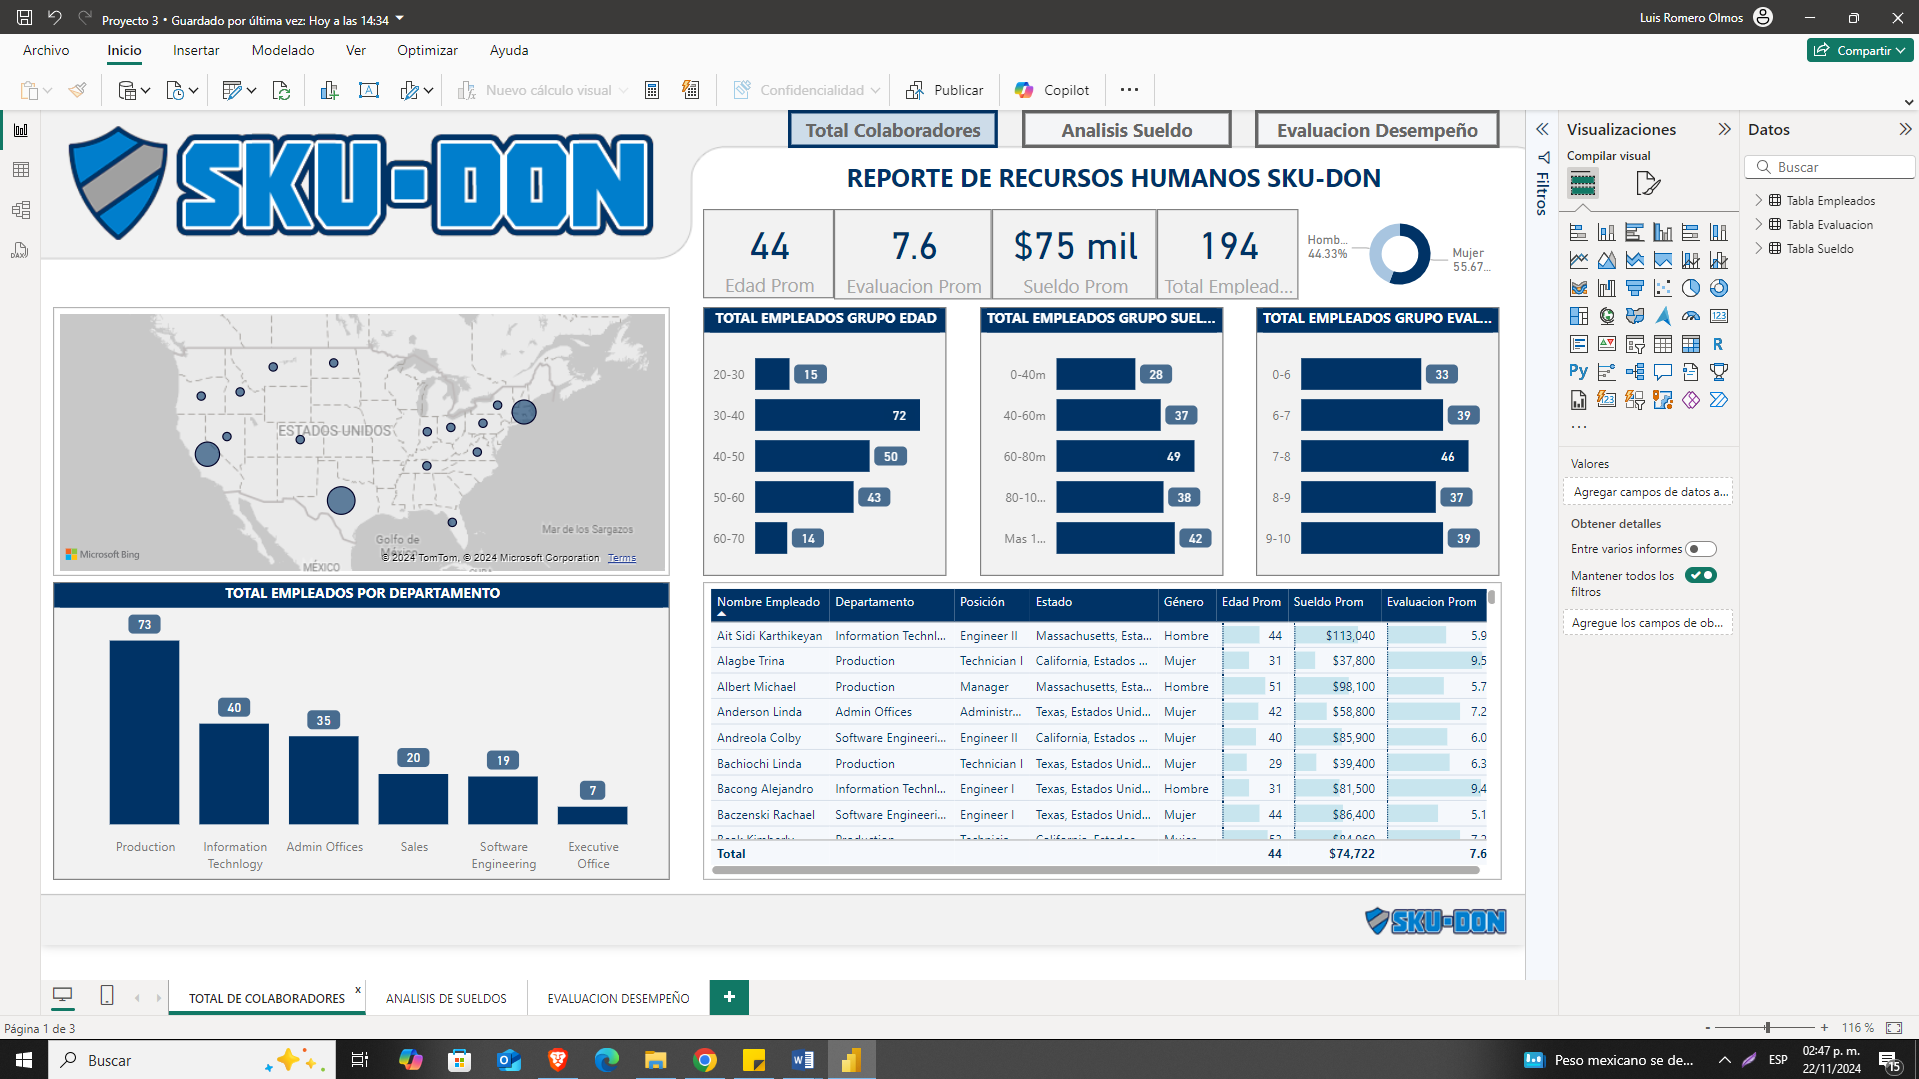 Proyecto 3 • Guardado por última vez: Hoy a las 14:34
Luis Romero Olmos
Archivo
Inicio
Insertar
Modelado
Ver
Optimizar
Ayuda
Compartir
Nuevo cálculo visual
Confidencialidad
Publicar
Copilot
SKU-DON
Total Colaboradores
Analisis Sueldo
Evaluacion Desempeño
REPORTE DE RECURSOS HUMANOS SKU-DON
44
Edad Prom
7.6
Evaluacion Prom
$75 mil
Sueldo Prom
194
Total Emplead...
Homb...
44.33%
Mujer
55.67...
ESTADOS UNIDOS
Mar de los Sargazos
Golfo de
MÉXICO
Microsoft Bing
© 2024 TomTom, © 2024 Microsoft Corporation Terms
TOTAL EMPLEADOS GRUPO EDAD
20-30 15
30-40 72
40-50 50
50-60 43
60-70 14
TOTAL EMPLEADOS GRUPO SUEL...
0-40m 28
40-60m 37
60-80m 49
80-10... 38
Mas 1... 42
TOTAL EMPLEADOS GRUPO EVAL...
0-6 33
6-7 39
7-8 46
8-9 37
9-10 39
TOTAL EMPLEADOS POR DEPARTAMENTO
73
40
35
20
19
7
Production
Information Technlogy
Admin Offices
Sales
Software Engineering
Executive Office
Nombre Empleado Departamento Posición Estado Género Edad Prom Sueldo Prom Evaluacion Prom
Ait Sidi Karthikeyan Information Technl... Engineer II Massachusetts, Esta... Hombre 44 $113,040 5.9
Alagbe Trina Production Technician I California, Estados ... Mujer 31 $37,800 9.5
Albert Michael Production Manager Massachusetts, Esta... Hombre 51 $98,100 5.7
Anderson Linda Admin Offices Administr... Texas, Estados Unid... Mujer 42 $58,800 7.2
Andreola Colby Software Engineeri... Engineer II California, Estados ... Mujer 40 $85,900 6.0
Bachiochi Linda Production Technician I Texas, Estados Unid... Mujer 29 $39,400 6.3
Bacong Alejandro Information Technl... Engineer I Texas, Estados Unid... Hombre 31 $81,500 9.4
Baczenski Rachael Software Engineeri... Engineer I Texas, Estados Unid... Mujer 44 $86,400 5.1
Total 44 $74,722 7.6
SKU-DON
Filtros
Visualizaciones
Compilar visual
Valores
Agregar campos de datos a...
Obtener detalles
Entre varios informes
Mantener todos los
filtros
Agregue los campos de ob...
Datos
Buscar
Tabla Empleados
Tabla Evaluacion
Tabla Sueldo
TOTAL DE COLABORADORES
ANALISIS DE SUELDOS
EVALUACION DESEMPEÑO
Página 1 de 3
116 %
Buscar
Peso mexicano se de...
ESP
02:47 p. m.
22/11/2024
15